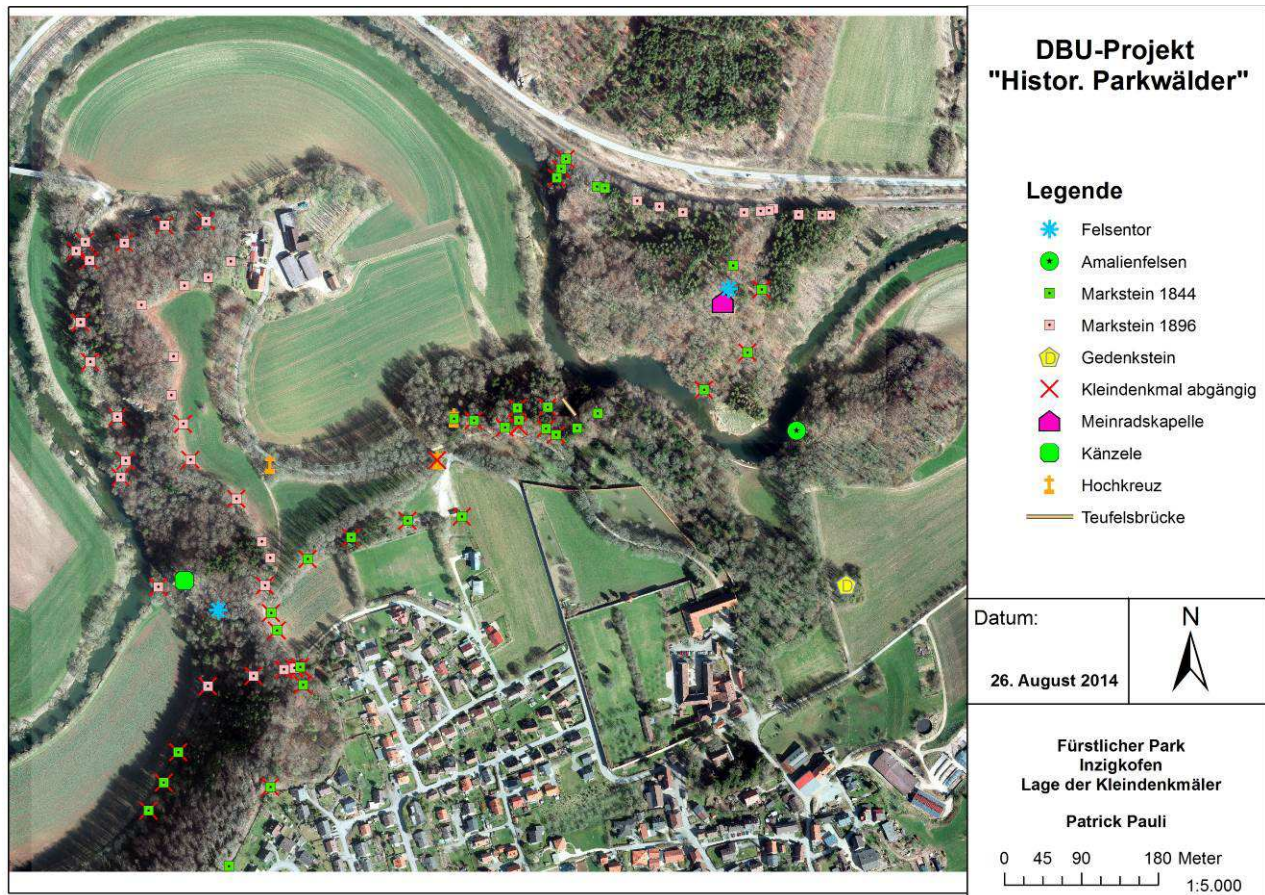 DBU-Projekt
"Histor. Parkwälder"
Legende
Felsentor
Amalienfelsen
Markstein 1844
Markstein 1896
D
Gedenkstein
Kleindenkmal abgängig
Meinradskapelle
Känzele
Hochkreuz
Teufelsbrücke
D
Datum:
26. August 2014
N
Fürstlicher Park
Inzigkofen
Lage der Kleindenkmäler
Patrick Pauli
0 45 90 180 Meter
1:5.000